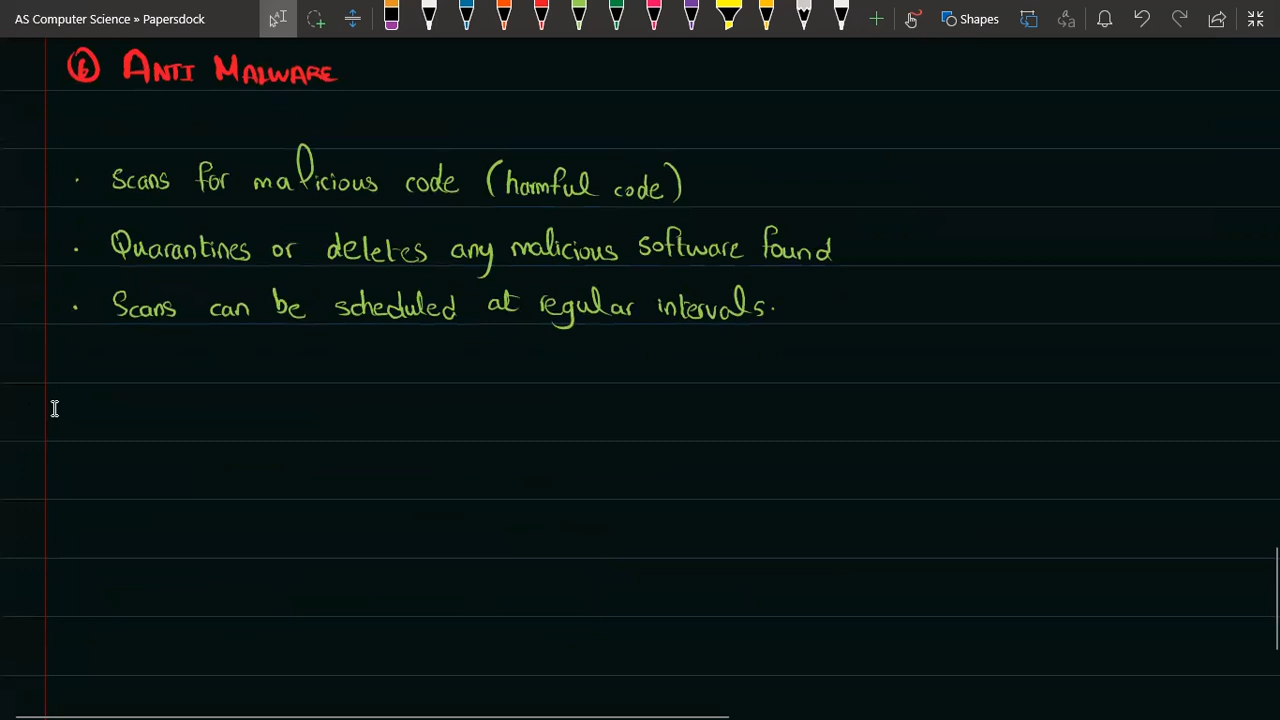 AS Computer Science » Papersdock
Shapes
⑥ ANTI MALWARE
· Scans for malicious code (harmful code)
· Quarantines or deletes any malicious software found
· Scans can be scheduled at regular intervals.